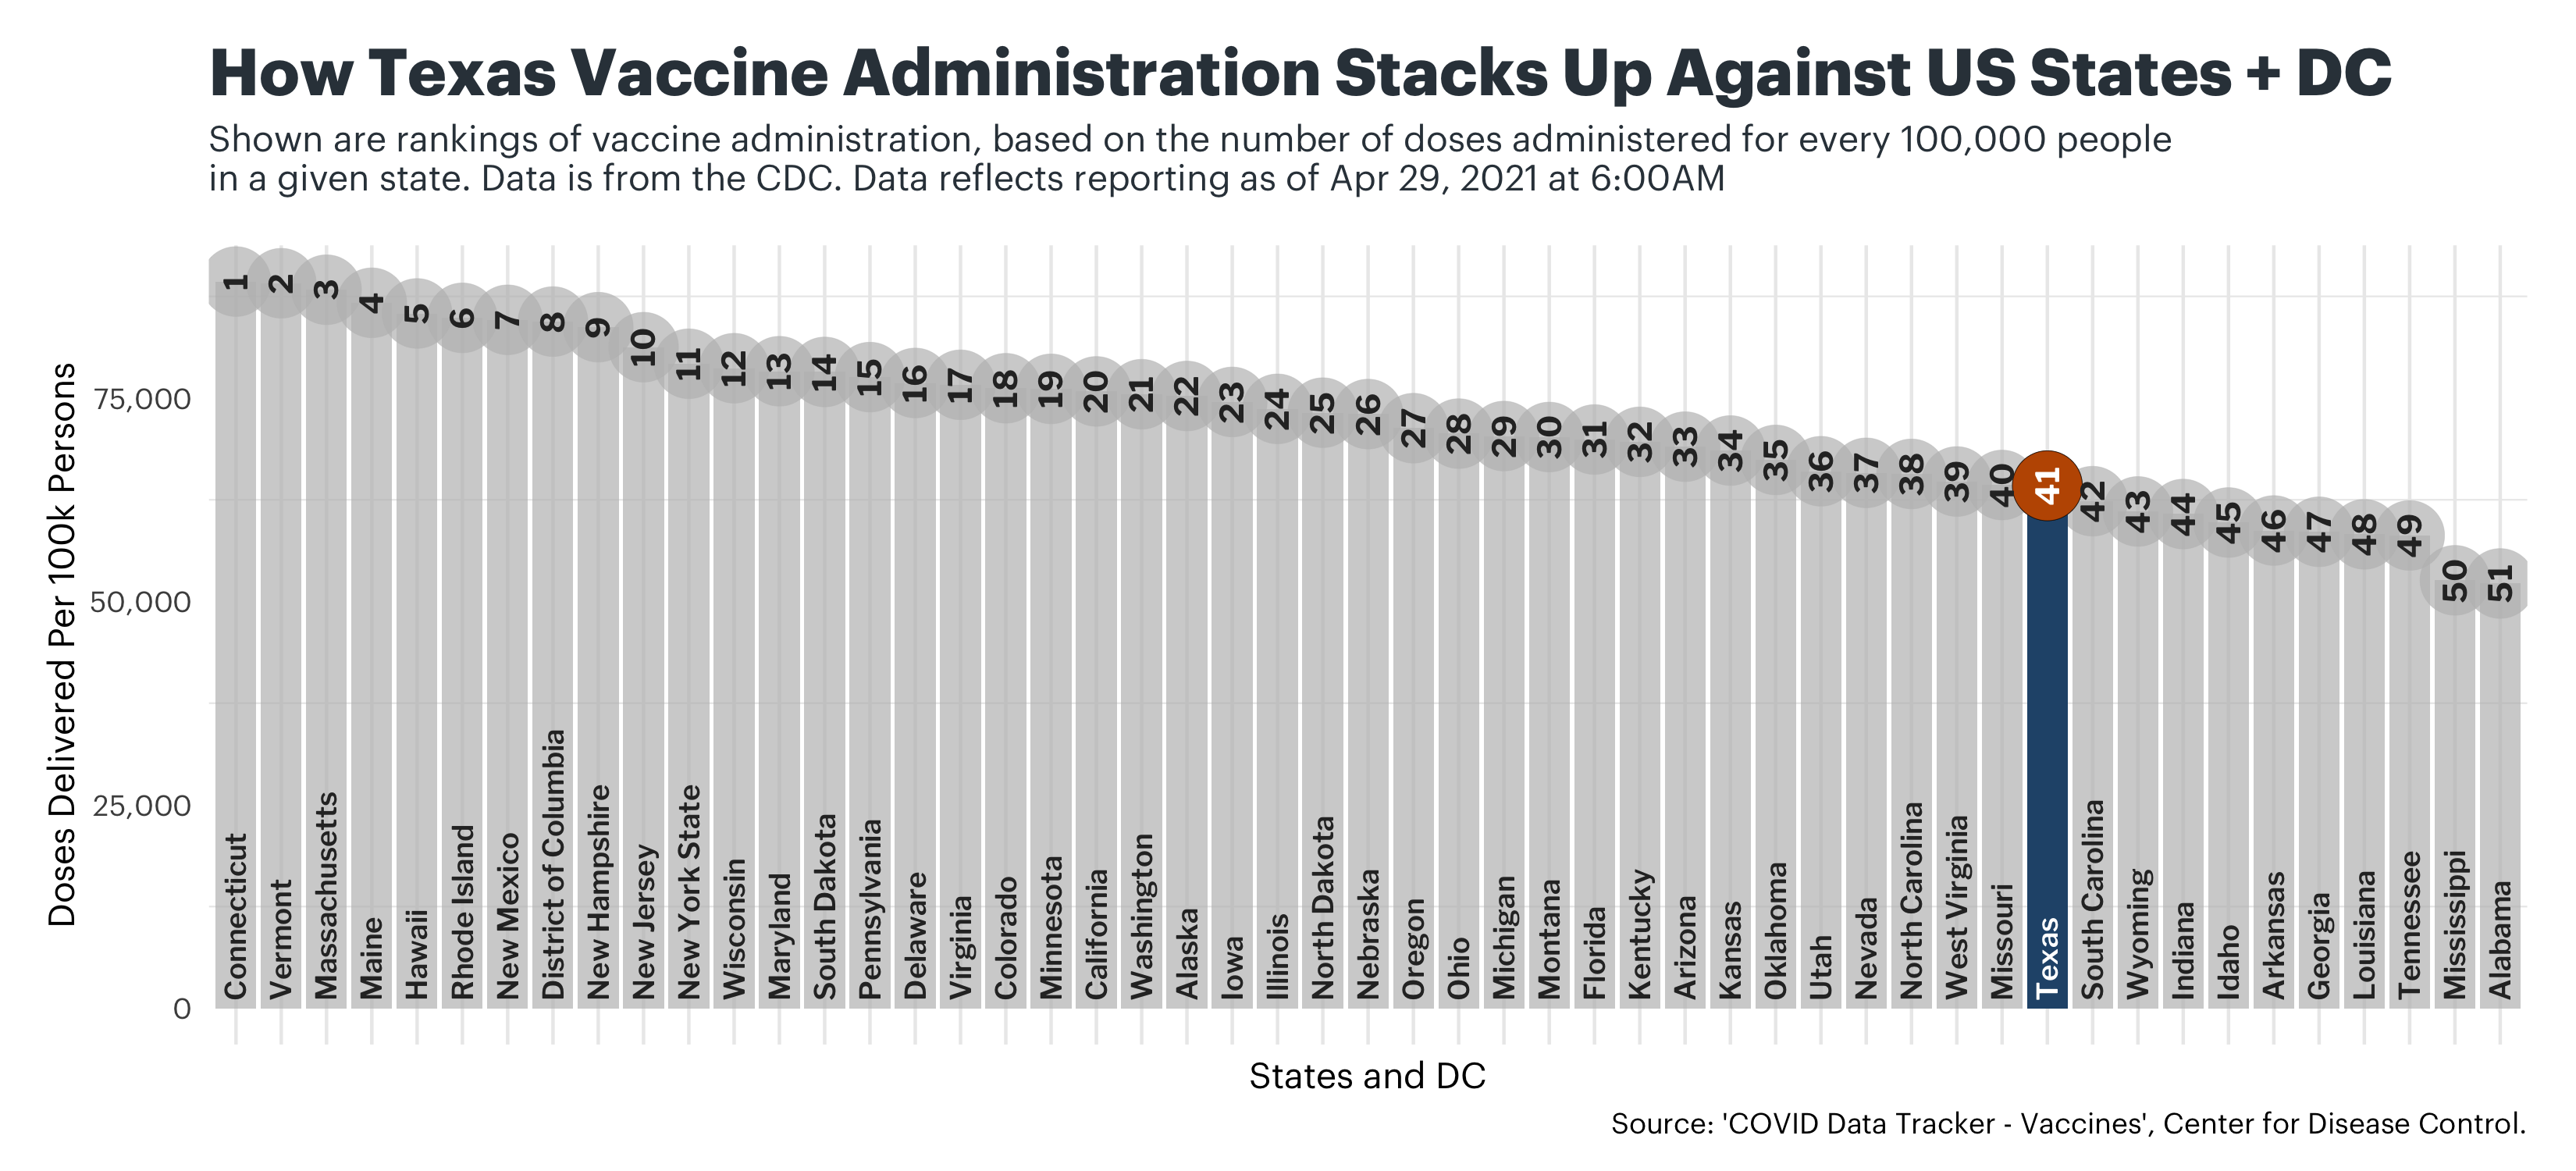 How Texas Vaccine Administration Stacks Up Against US States + DC
Shown are rankings of vaccine administration, based on the number of doses administered for every 100,000 people
in a given state. Data is from the CDC. Data reflects reporting as of Apr 29, 2021 at 6:00AM
Doses Delivered Per 100k Persons
75,000
50,000
25,000
0
1
2
3
4
5
6
7
8
9
10
11
12
13
14
15
16
17
18
19
20
21
22
23
24
25
26
27
28
29
30
31
32
33
34
35
36
37
38
39
40
41
42
43
44
45
46
47
48
49
50
51
Connecticut
Vermont
Massachusetts
Maine
Hawaii
Rhode Island
New Mexico
District of Columbia
New Hampshire
New Jersey
New York State
Wisconsin
Maryland
South Dakota
Pennsylvania
Delaware
Virginia
Colorado
Minnesota
California
Washington
Alaska
Iowa
Illinois
North Dakota
Nebraska
Oregon
Ohio
Michigan
Montana
Florida
Kentucky
Arizona
Kansas
Oklahoma
Utah
Nevada
North Carolina
West Virginia
Missouri
Texas
South Carolina
Wyoming
Indiana
Idaho
Arkansas
Georgia
Louisiana
Tennessee
Mississippi
Alabama
States and DC
Source: 'COVID Data Tracker - Vaccines', Center for Disease Control.